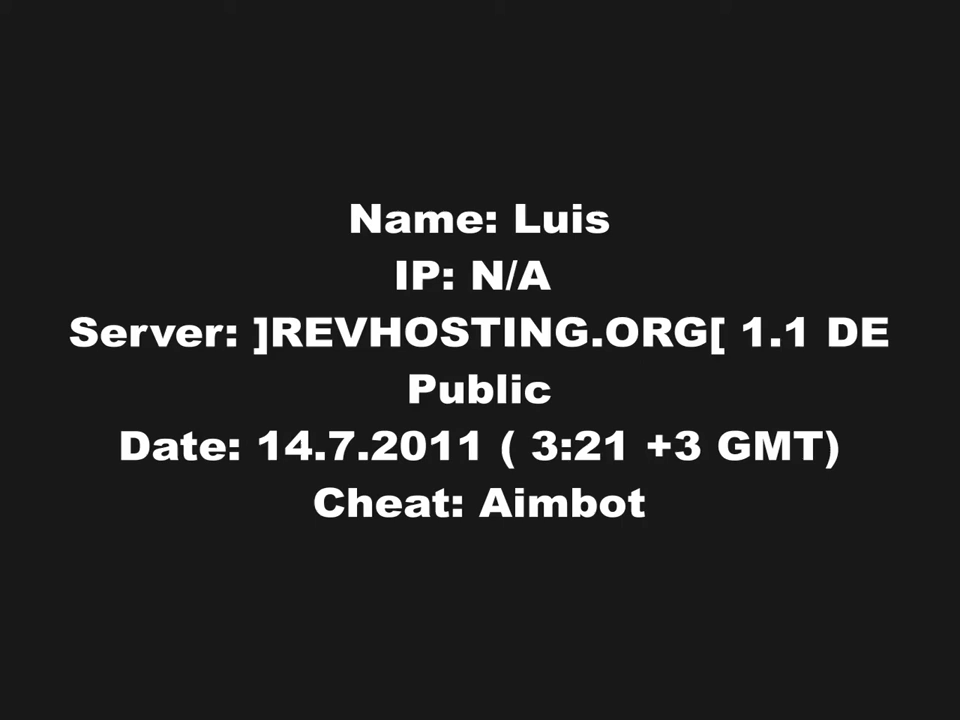 Name: Luis
IP: N/A
Server: ]REVHOSTING.ORG[ 1.1 DE
Public
Date: 14.7.2011 ( 3:21 +3 GMT)
Cheat: Aimbot